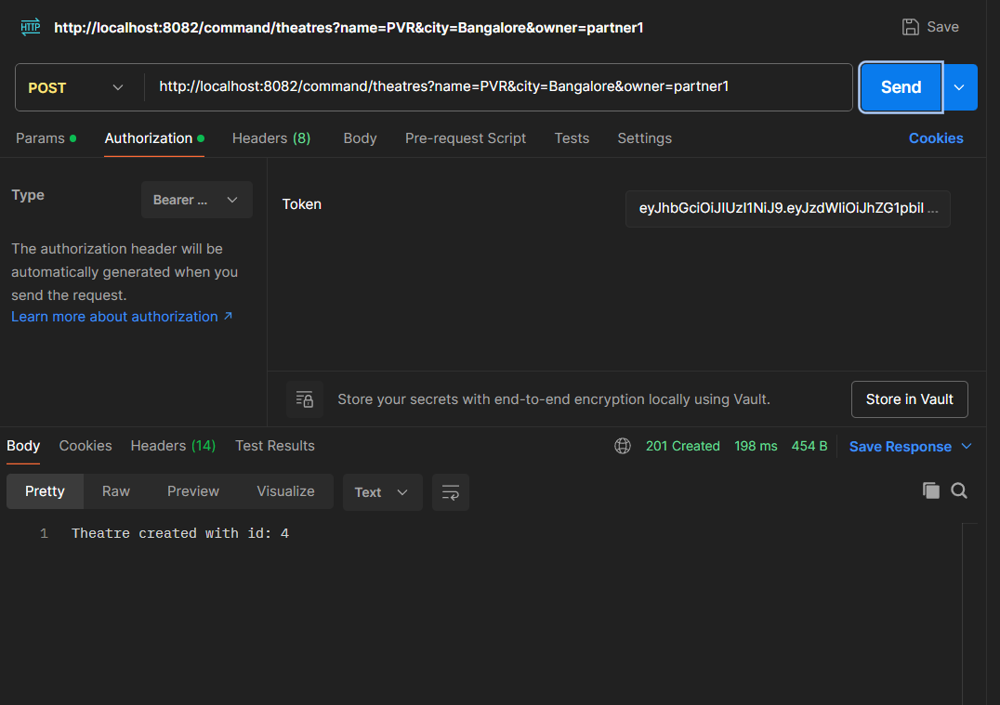 HTTP http://localhost:8082/command/theatres?name=PVR&city=Bangalore&owner=partner1 Save
POST http://localhost:8082/command/theatres?name=PVR&city=Bangalore&owner=partner1 Send
Params Authorization Headers (8) Body Pre-request Script Tests Settings Cookies
Type Bearer ...
The authorization header will be
automatically generated when you
send the request.
Learn more about authorization ↗
Token eyJhbGciOiJIUzI1NiJ9.eyJzdWIiOiJhZG1pbiI ...
Store your secrets with end-to-end encryption locally using Vault. Store in Vault
Body Cookies Headers (14) Test Results 201 Created 198 ms 454 B Save Response
Pretty Raw Preview Visualize Text
1 Theatre created with id: 4